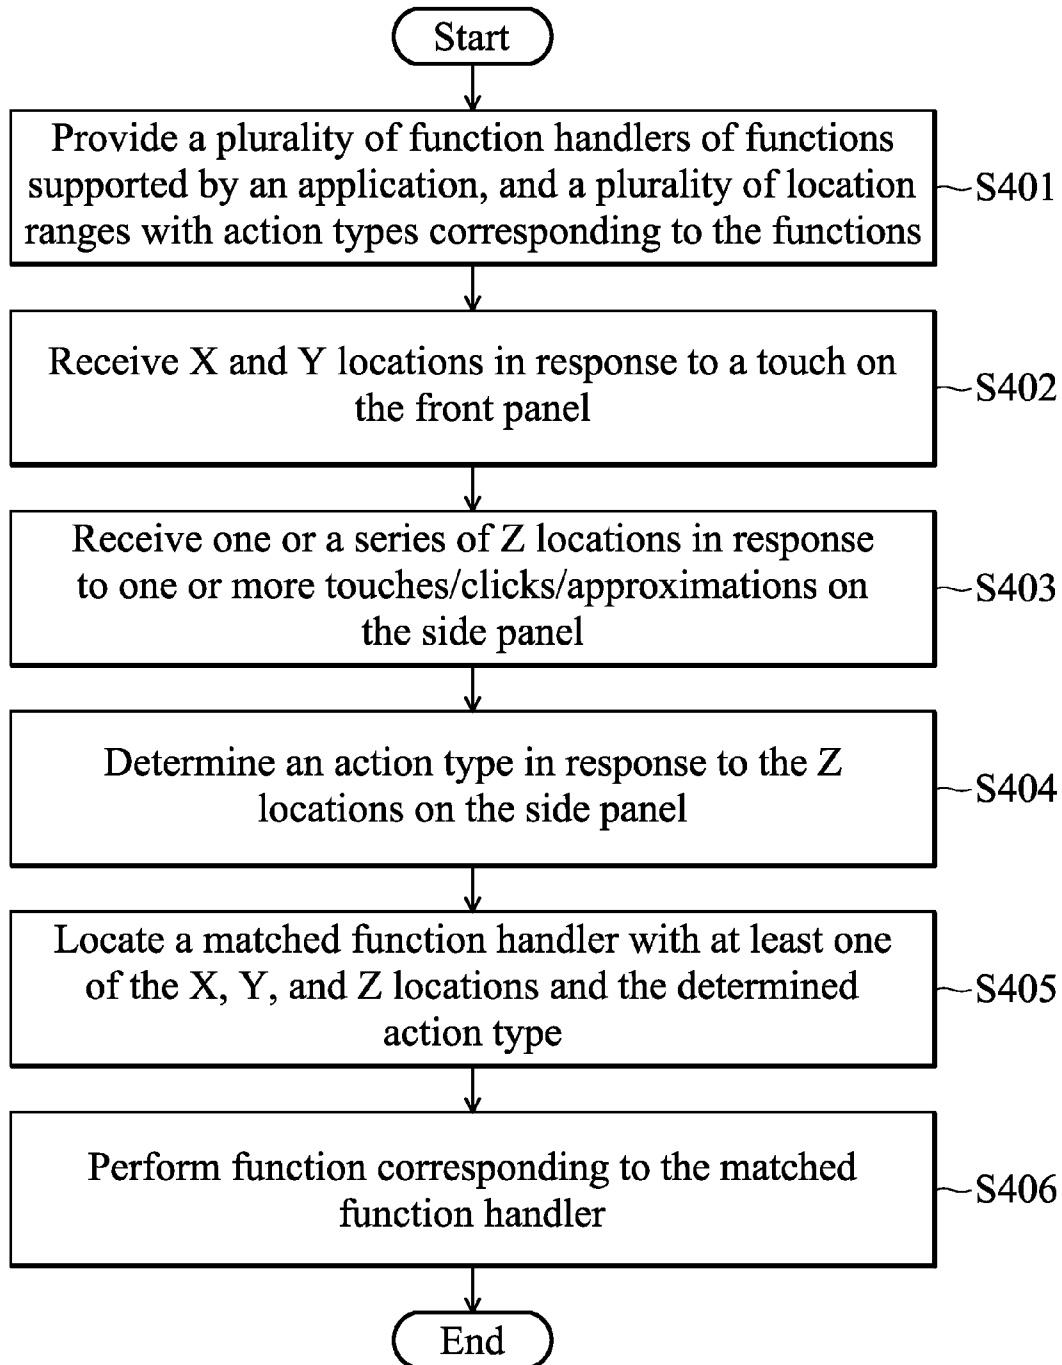 Start
Provide a plurality of function handlers of functions
supported by an application, and a plurality of location
ranges with action types corresponding to the functions
S401
Receive X and Y locations in response to a touch on
the front panel
S402
Receive one or a series of Z locations in response
to one or more touches/clicks/approximations on
the side panel
S403
Determine an action type in response to the Z
locations on the side panel
S404
Locate a matched function handler with at least one
of the X, Y, and Z locations and the determined
action type
S405
Perform function corresponding to the matched
function handler
S406
End